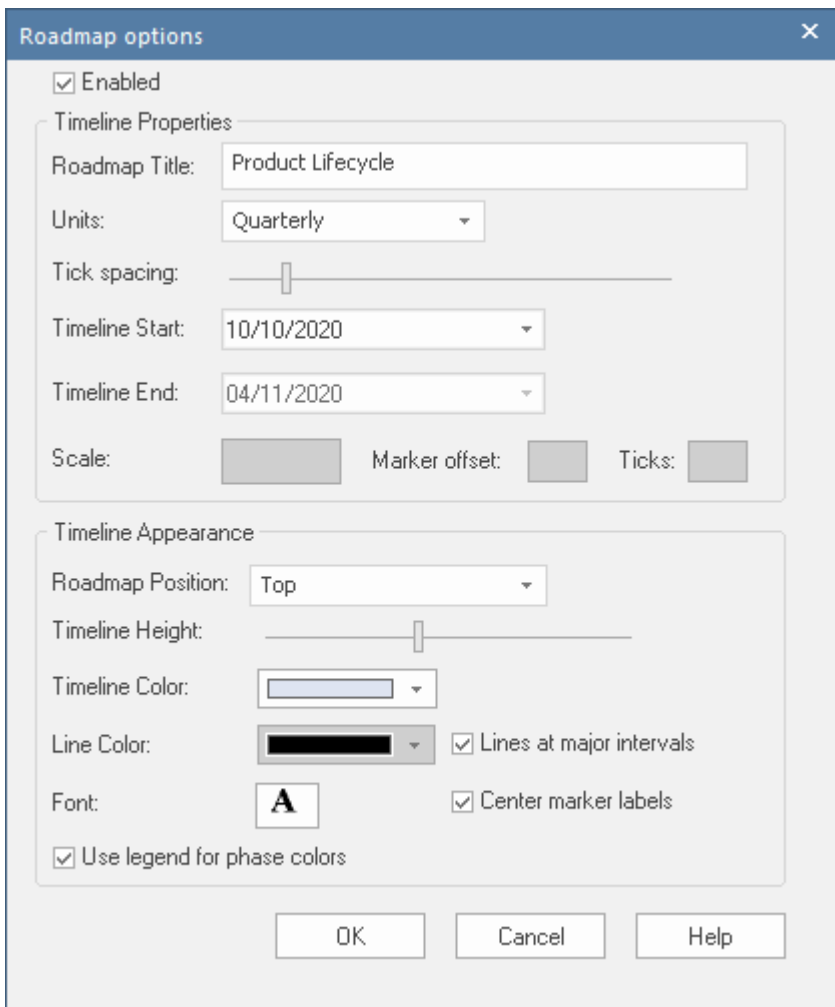 Roadmap options
Enabled
Timeline Properties
Roadmap Title: Product Lifecycle
Units: Quarterly
Tick spacing:
Timeline Start: 10/10/2020
Timeline End: 04/11/2020
Scale: Marker offset: Ticks:
Timeline Appearance
Roadmap Position: Top
Timeline Height:
Timeline Color:
Line Color: Lines at major intervals
Font: A Center marker labels
Use legend for phase colors
OK Cancel Help